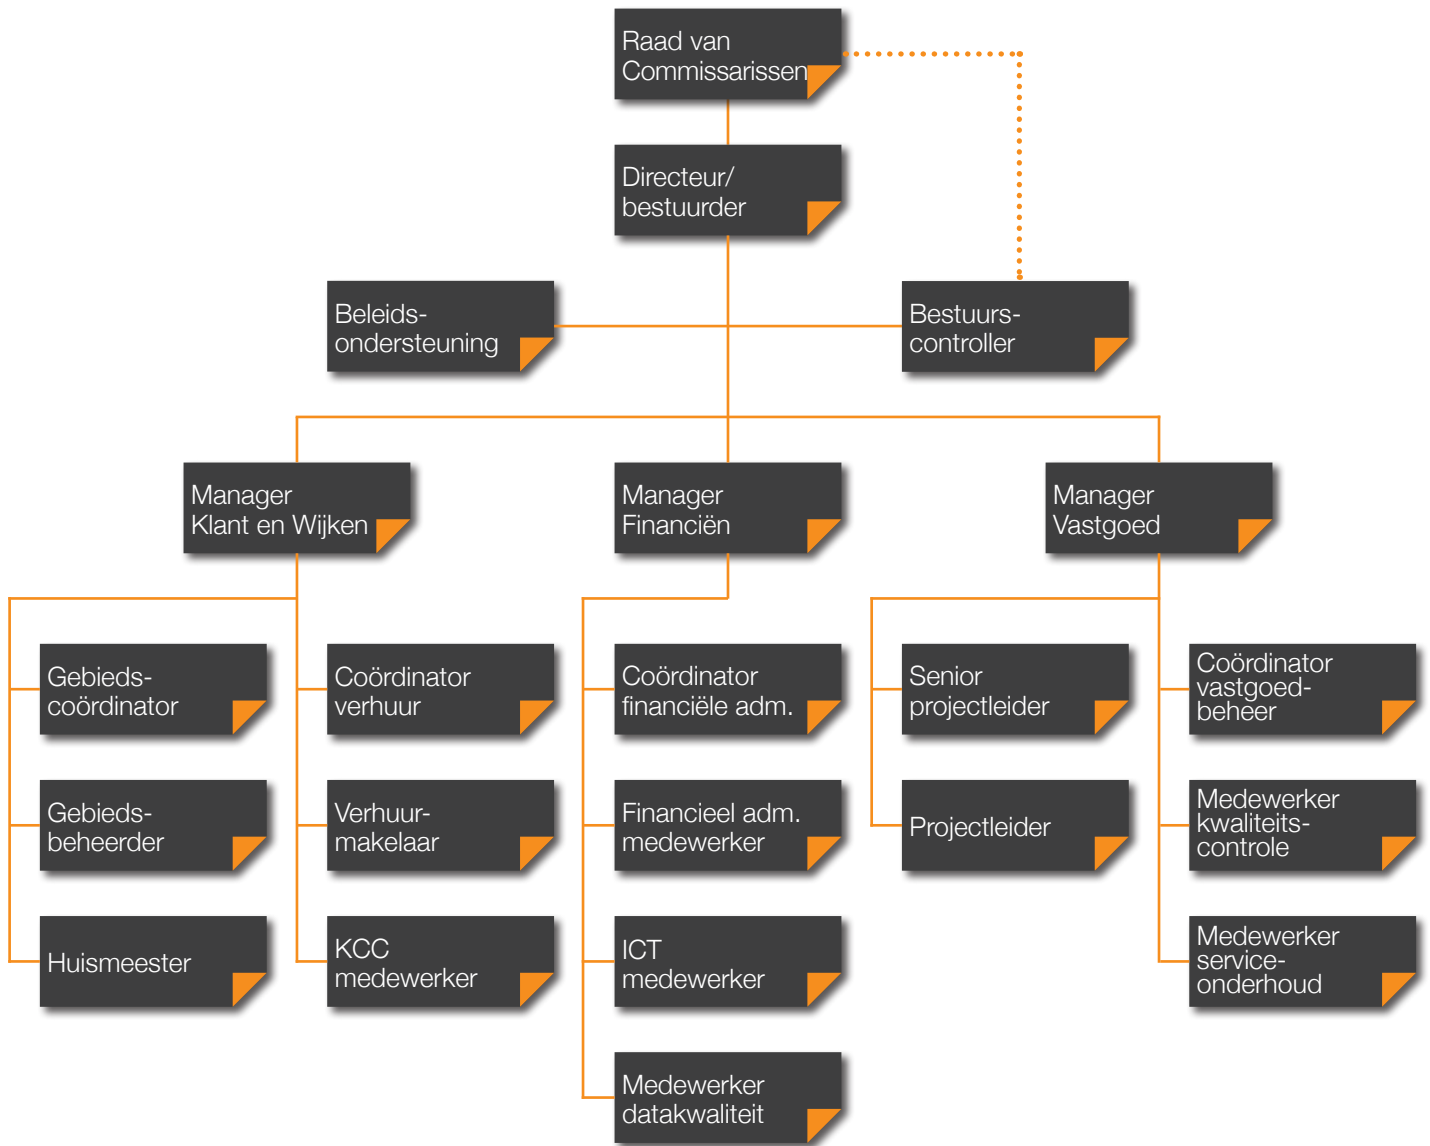 Raad van
Commissarissen
Directeur/
bestuurder
Beleids-
ondersteuning
Bestuurs-
controller
Manager
Klant en Wijken
Manager
Financiën
Manager
Vastgoed
Gebieds-
coördinator
Coördinator
verhuur
Coördinator
financiële adm.
Senior
projectleider
Coördinator
vastgoed-
beheer
Gebieds-
beheerder
Verhuur-
makelaar
Financieel adm.
medewerker
Projectleider
Medewerker
kwaliteits-
controle
Huismeester
KCC
medewerker
ICT
medewerker
Medewerker
service-
onderhoud
Medewerker
datakwaliteit